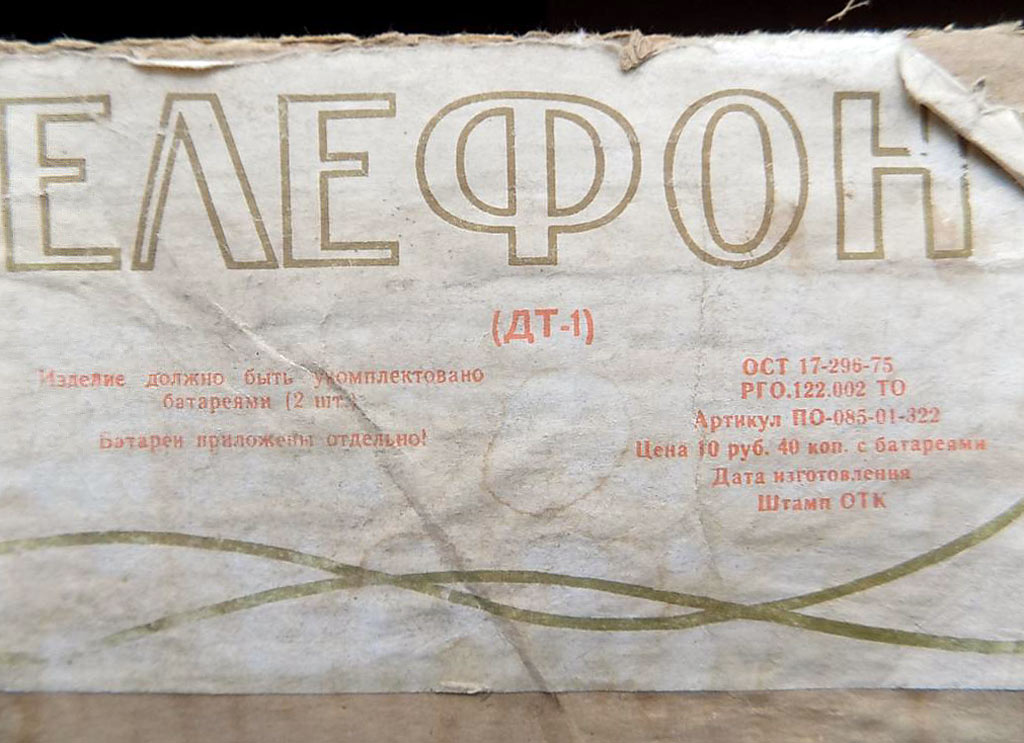 ЕЛЕФОН
(ДТ-1)
Изделие должно быть укомплектовано
батареями (2 шт.)
Батареи приложены отдельно!
ОСТ 17-296-75
РГО.122.002 ТО
Артикул ПО-085-01-322
Цена 10 руб. 40 коп. с батареями
Дата изготовления
Штамп ОТК